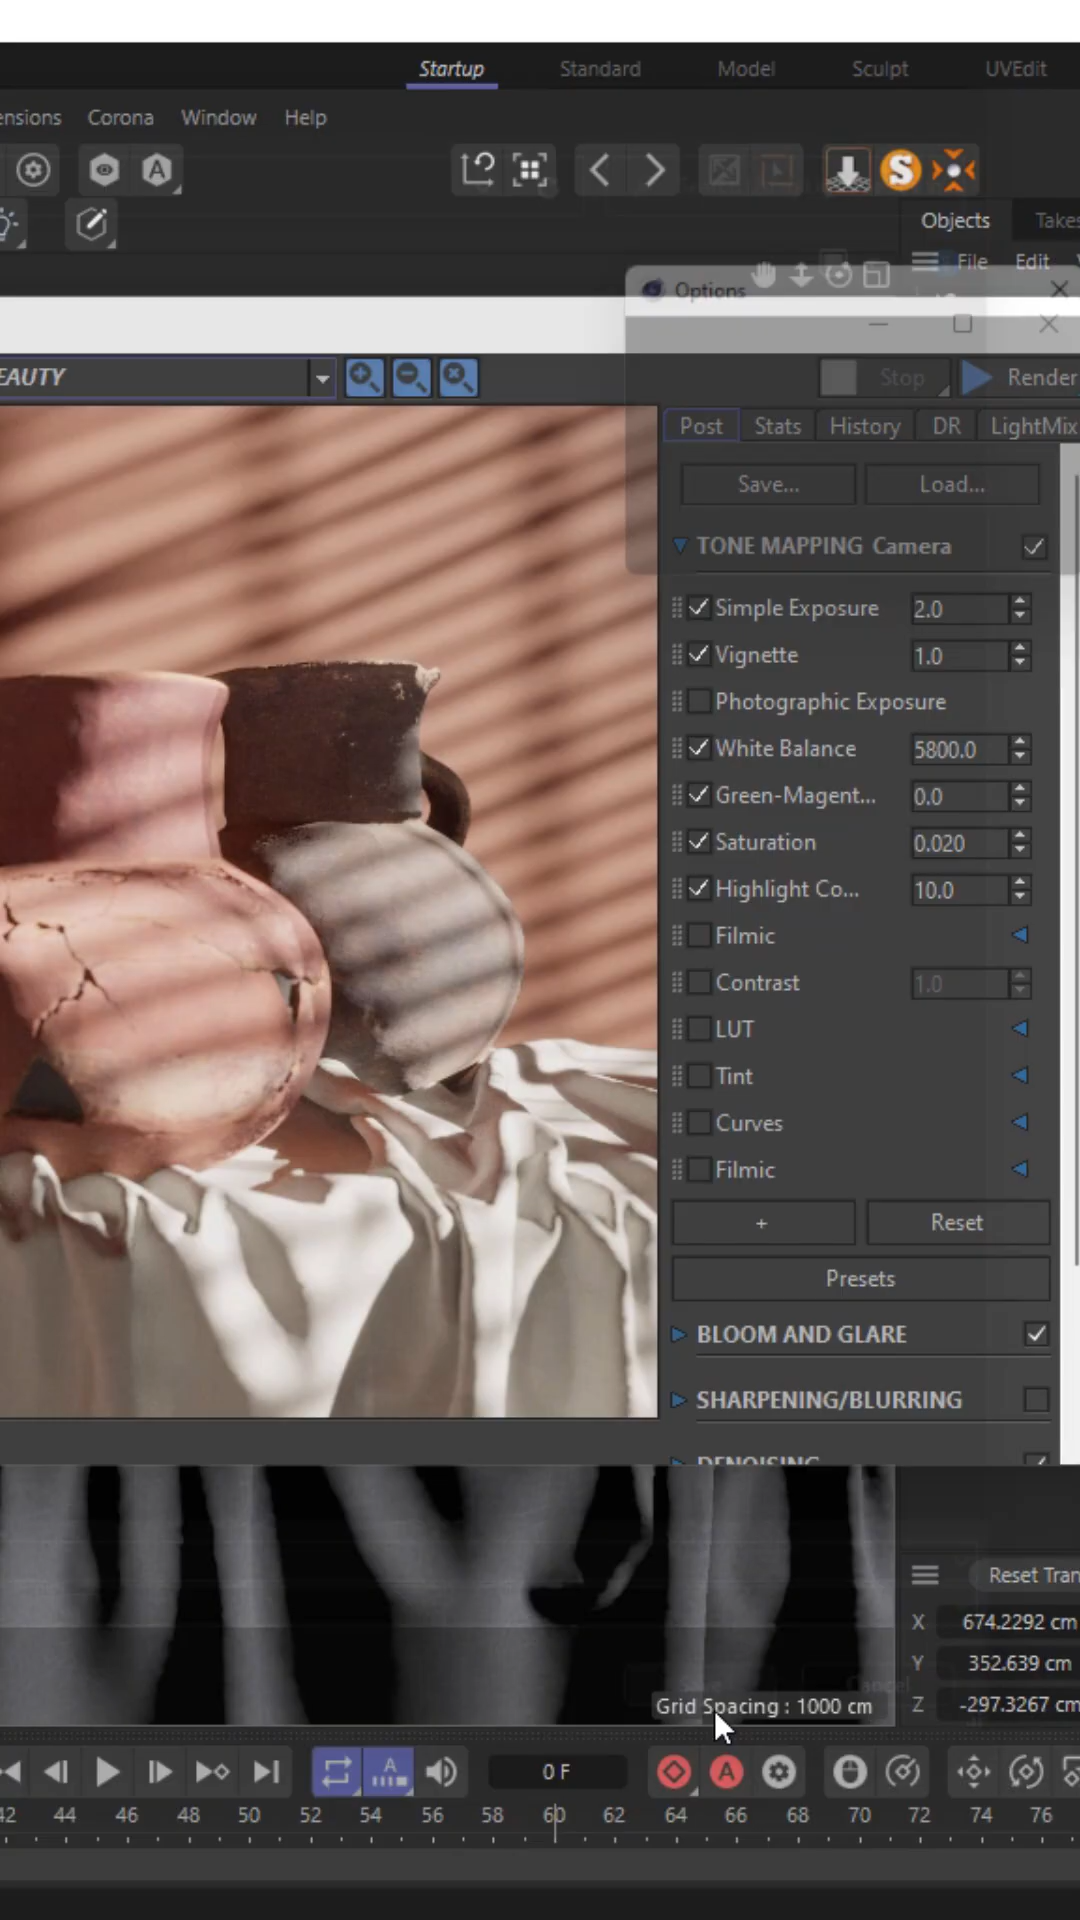 Startup Standard Model Sculpt UVEdit
ensions Corona Window Help
A
S
Objects Takes
File Edit
Options
EAUTY
Stop Render
Post Stats History DR LightMix
Save... Load...
TONE MAPPING Camera
Simple Exposure 2.0
Vignette 1.0
Photographic Exposure
White Balance 5800.0
Green-Magent... 0.0
Saturation 0.020
Highlight Co... 10.0
Filmic
Contrast 1.0
LUT
Tint
Curves
Filmic
+ Reset
Presets
BLOOM AND GLARE
SHARPENING/BLURRING
DENOISING
Reset Tran
X 674.2292 cm
Y 352.639 cm
Cancel
Grid Spacing : 1000 cm
Z -297.3267 cm
A 0 F A
42 44 46 48 50 52 54 56 58 60 62 64 66 68 70 72 74 76